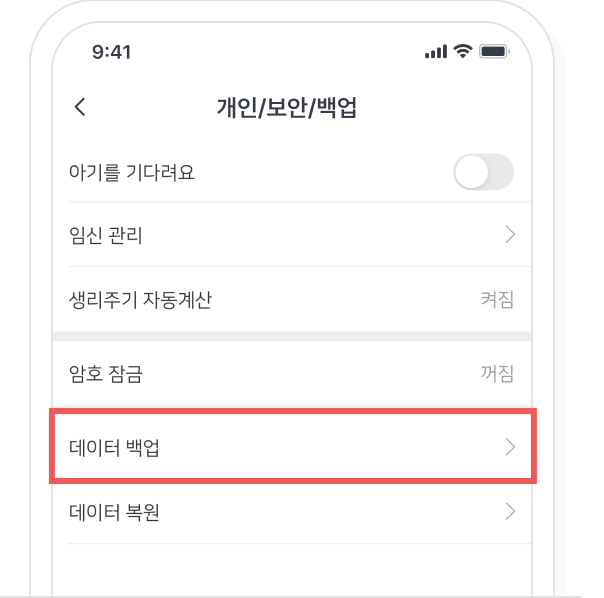 9:41
개인/보안/백업
아기를 기다려요
임신 관리
생리주기 자동계산 켜짐
암호 잠금 꺼짐
데이터 백업
데이터 복원